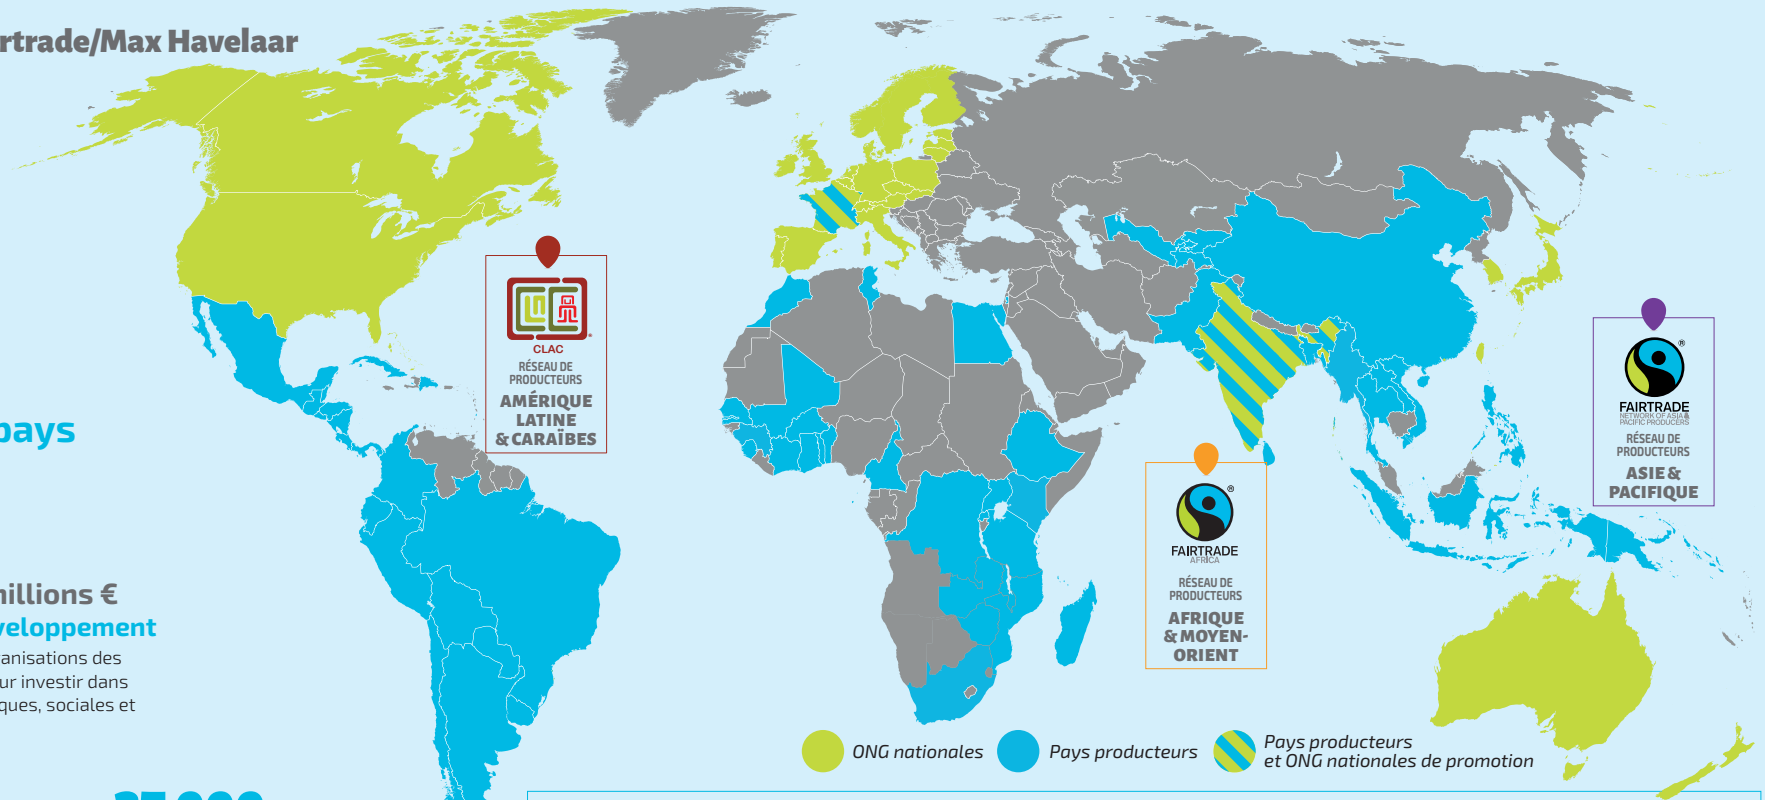 rtrade/Max Havelaar
pays
millions €
veloppement
anisations des
ur investir dans
iques, sociales et
CLAC
RÉSEAU DE
PRODUCTEURS
AMÉRIQUE
LATINE
& CARAÏBES
FAIRTRADE
AFRICA
RÉSEAU DE
PRODUCTEURS
AFRIQUE
& MOYEN-
ORIENT
FAIRTRADE
NETWORK OF ASIA &
PACIFIC PRODUCERS
RÉSEAU DE
PRODUCTEURS
ASIE &
PACIFIQUE
ONG nationales
Pays producteurs
Pays producteurs
et ONG nationales de promotion